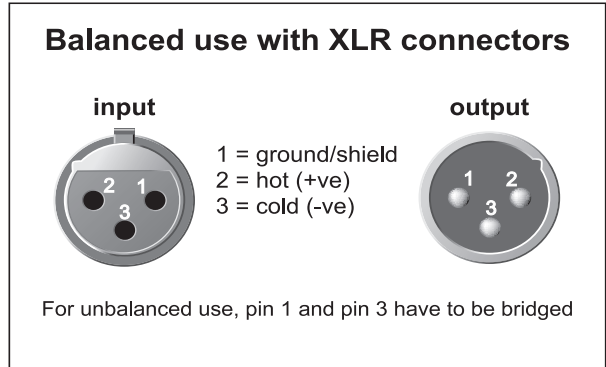 Balanced use with XLR connectors
input
output
2 1
3
1 = ground/shield
2 = hot (+ve)
3 = cold (-ve)
1 2
3
For unbalanced use, pin 1 and pin 3 have to be bridged